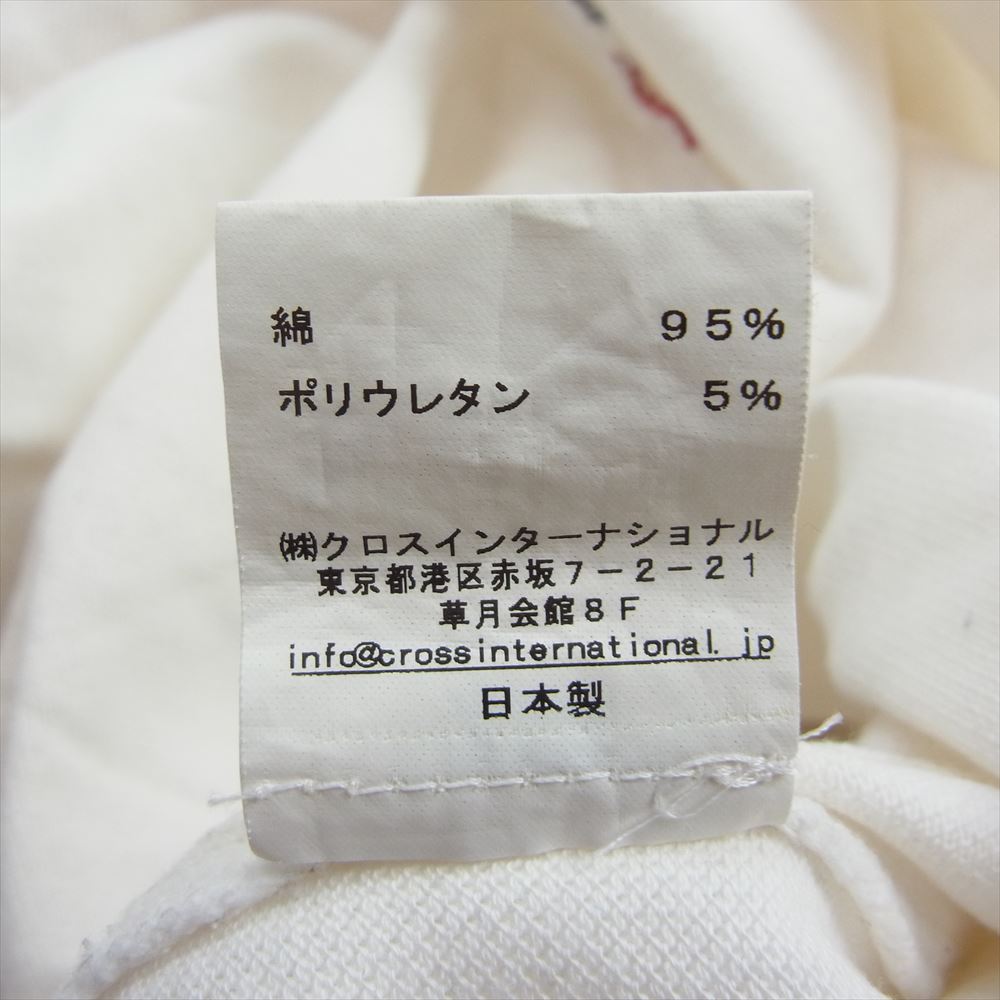 綿 95%
ポリウレタン 5%
㈱クロスインターナショナル
東京都港区赤坂7-2-21
草月会館8F
info@crossinternational.jp
日本製